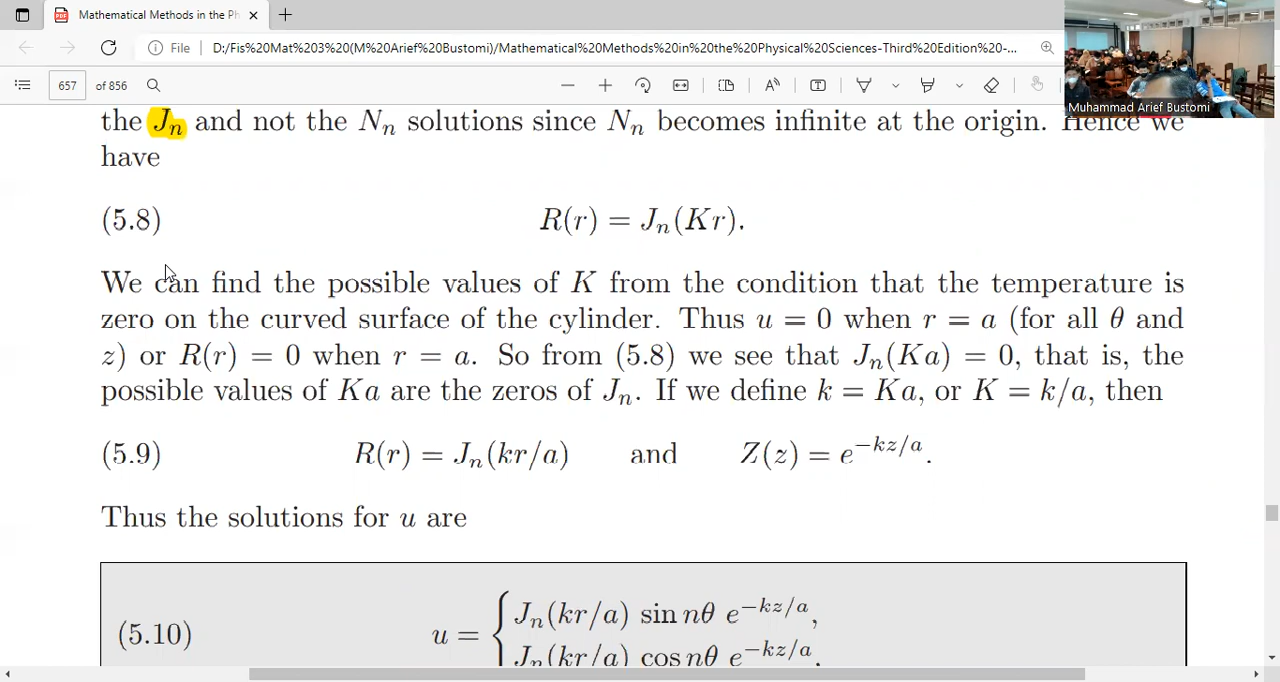 Mathematical Methods in the Ph
File
D:/Fis%20Mat%203%20(M%20Arief%20Bustomi)/Mathematical%20Methods%20in%20the%20Physical%20Sciences-Third%20Edition%20-...
657 of 856
Muhammad Arief Bustomi
the Jn and not the Nn solutions since Nn becomes infinite at the origin. Hence we
have
(5.8) R(r) = Jn(Kr).
We can find the possible values of K from the condition that the temperature is
zero on the curved surface of the cylinder. Thus u = 0 when r = a (for all θ and
z) or R(r) = 0 when r = a. So from (5.8) we see that Jn(Ka) = 0, that is, the
possible values of Ka are the zeros of Jn. If we define k = Ka, or K = k/a, then
(5.9) R(r) = Jn(kr/a) and Z(z) = e^{-kz/a}.
Thus the solutions for u are
(5.10) u = { Jn(kr/a) sin nθ e^{-kz/a},
Jn(kr/a) cos nθ e^{-kz/a}.